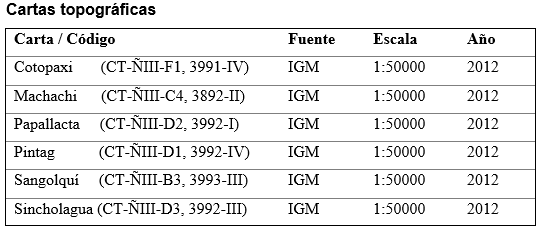 Cartas topográficas
Carta / Código Fuente Escala Año
Cotopaxi (CT-ÑIII-F1, 3991-IV) IGM 1:50000 2012
Machachi (CT-ÑIII-C4, 3892-II) IGM 1:50000 2012
Papallacta (CT-ÑIII-D2, 3992-I) IGM 1:50000 2012
Pintag (CT-ÑIII-D1, 3992-IV) IGM 1:50000 2012
Sangolquí (CT-ÑIII-B3, 3993-III) IGM 1:50000 2012
Sincholagua (CT-ÑIII-D3, 3992-III) IGM 1:50000 2012